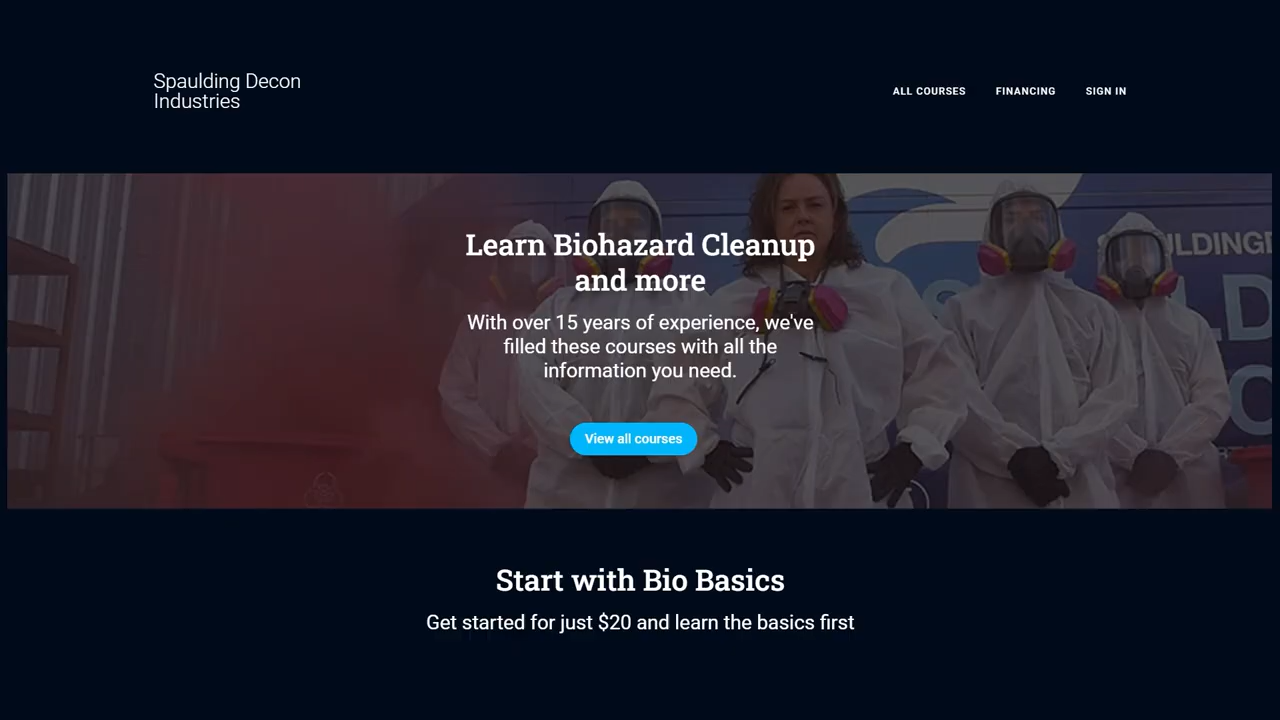 Spaulding Decon
Industries
ALL COURSES FINANCING SIGN IN
Learn Biohazard Cleanup
and more
With over 15 years of experience, we've
filled these courses with all the
information you need.
View all courses
Start with Bio Basics
Get started for just $20 and learn the basics first